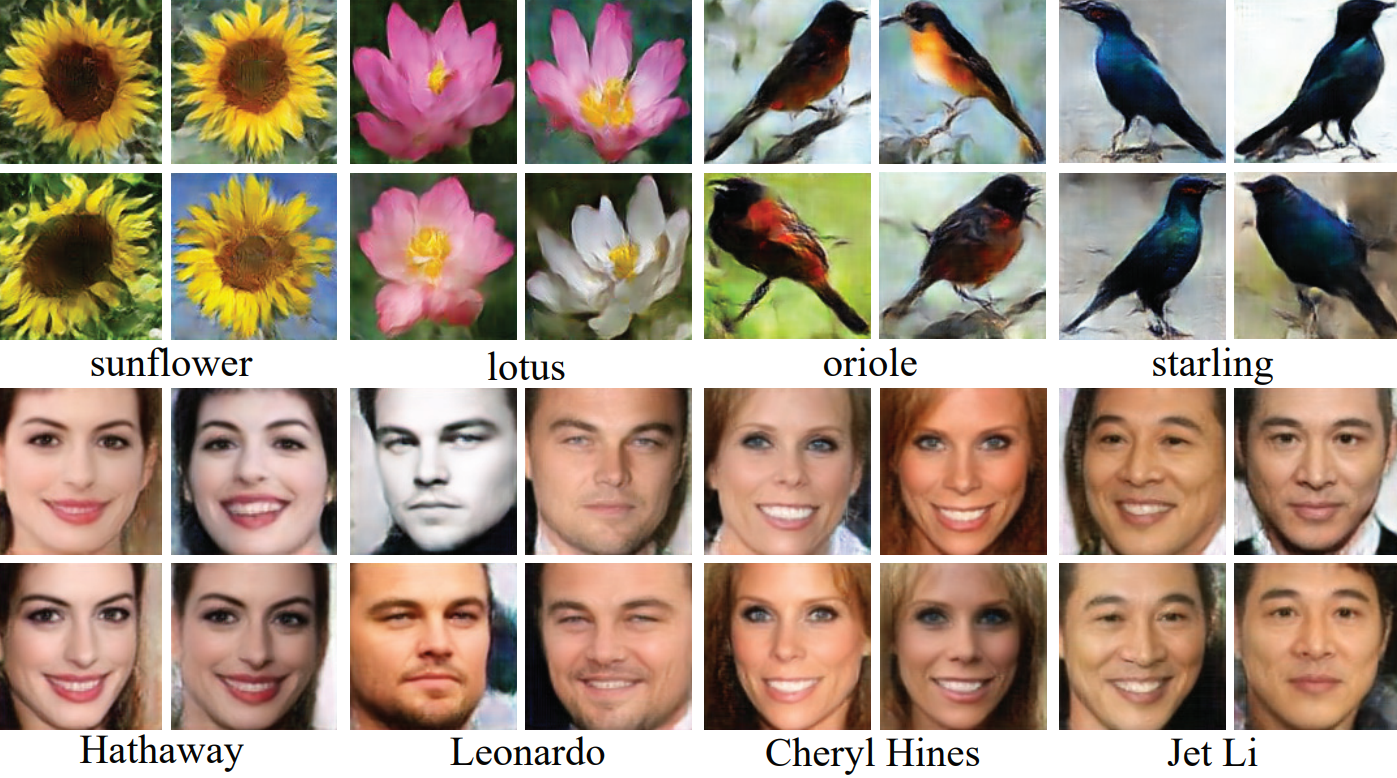 sunflower
lotus
oriole
starling
Hathaway
Leonardo
Cheryl Hines
Jet Li